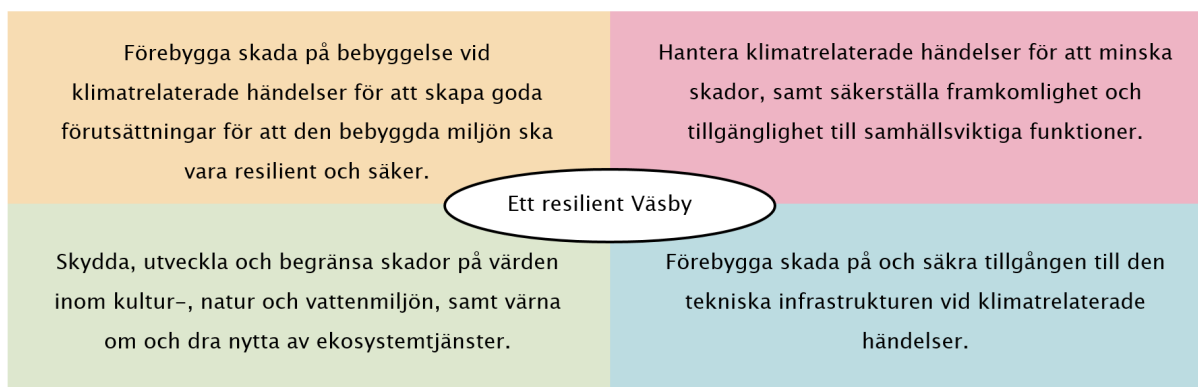 Förebygga skada på bebyggelse vid
klimatrelaterade händelser för att skapa goda
förutsättningar för att den bebyggda miljön ska
vara resilient och säker.
Hantera klimatrelaterade händelser för att minska
skador, samt säkerställa framkomlighet och
tillgänglighet till samhällsviktiga funktioner.
Ett resilient Väsby
Skydda, utveckla och begränsa skador på värden
inom kultur-, natur och vattenmiljön, samt värna
om och dra nytta av ekosystemtjänster.
Förebygga skada på och säkra tillgången till den
tekniska infrastrukturen vid klimatrelaterade
händelser.